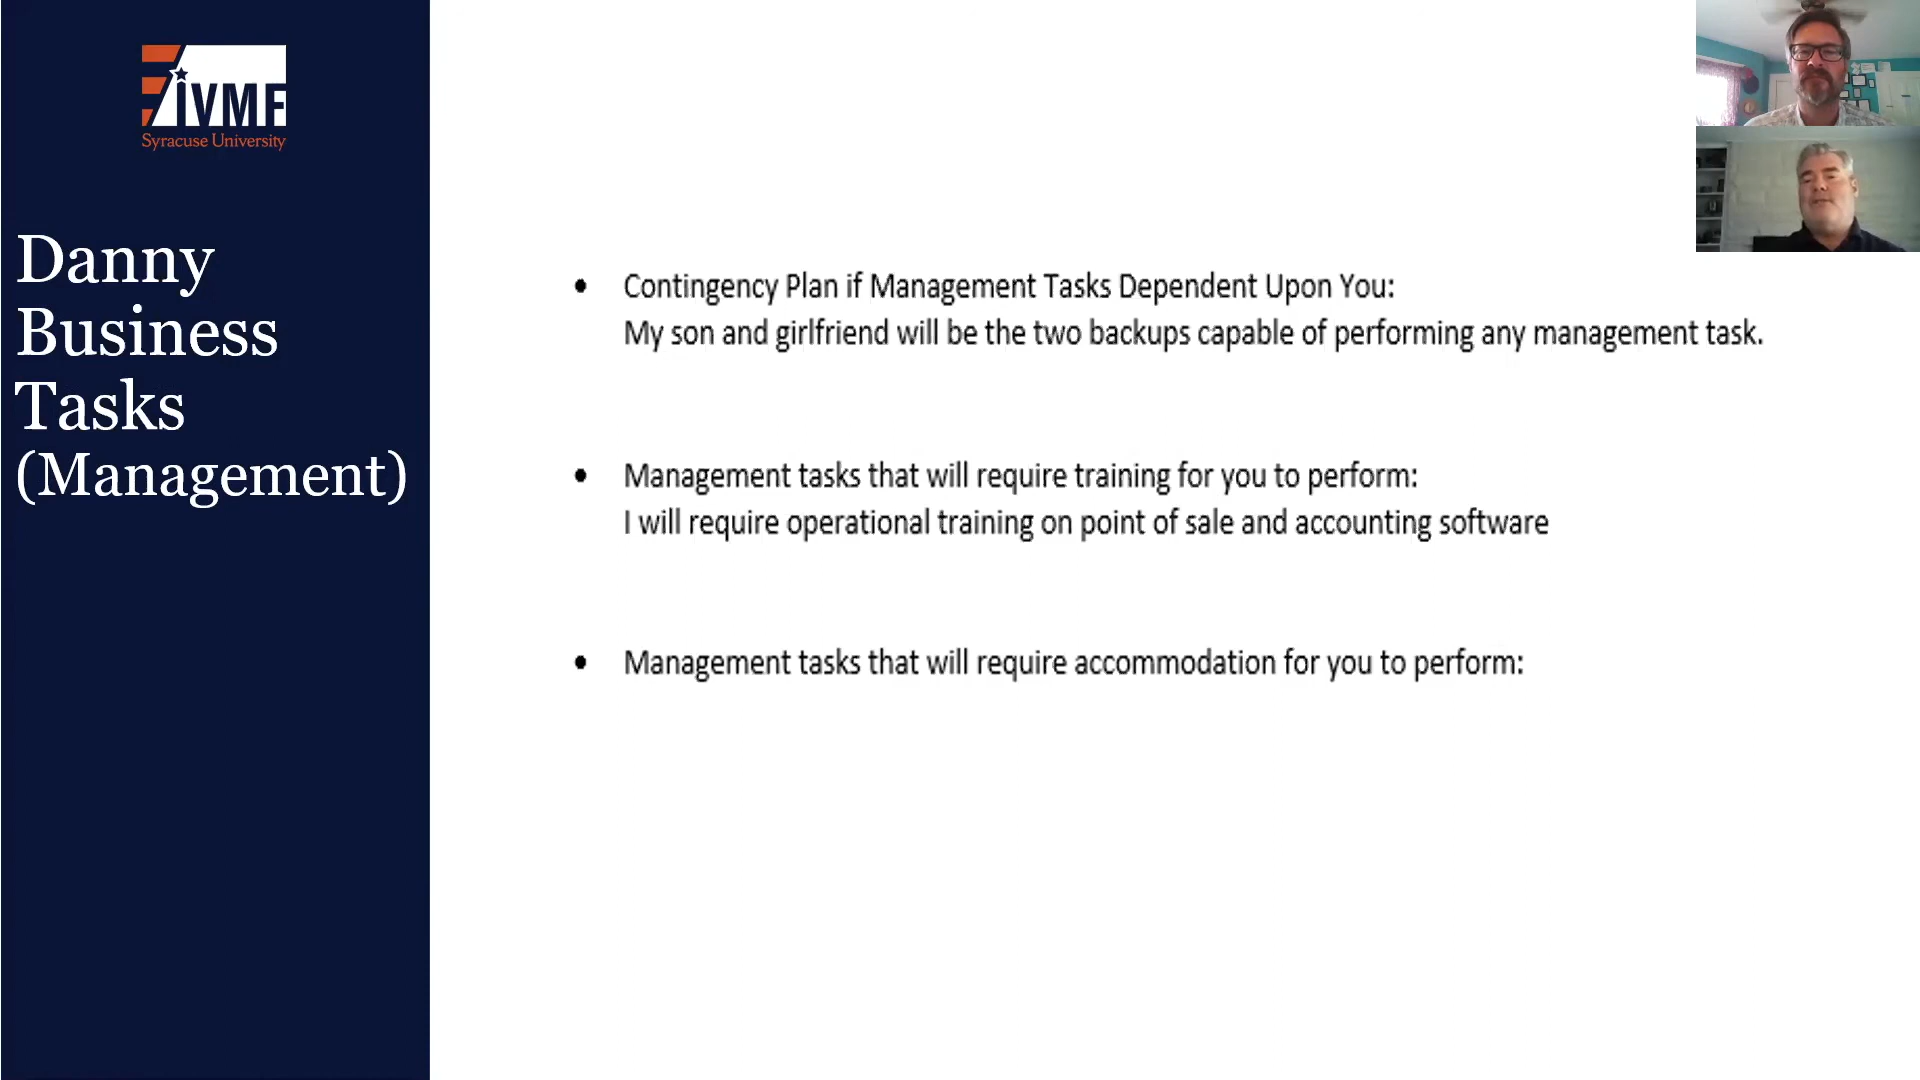 IVMF
Syracuse University
Danny
Business
Tasks
(Management)
• Contingency Plan if Management Tasks Dependent Upon You:
My son and girlfriend will be the two backups capable of performing any management task.
• Management tasks that will require training for you to perform:
I will require operational training on point of sale and accounting software
• Management tasks that will require accommodation for you to perform: